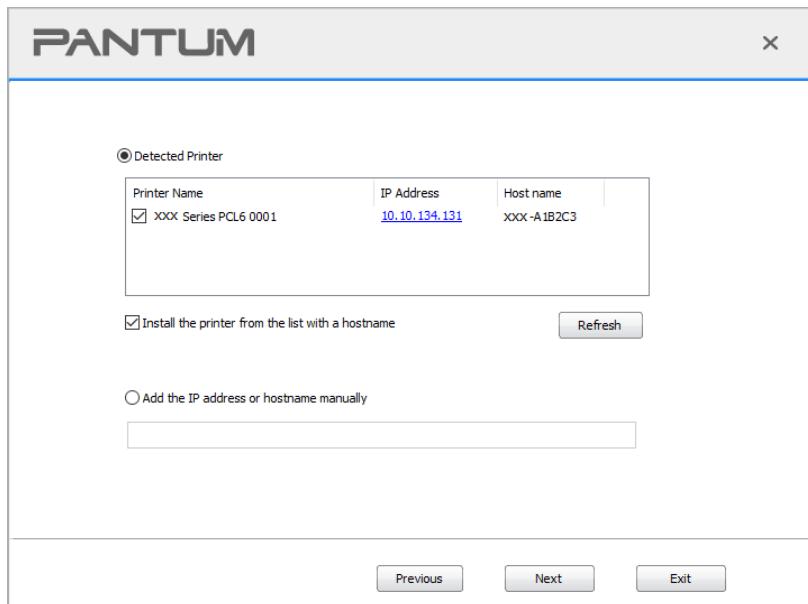 PANTUM
Detected Printer
Printer Name IP Address Host name
XXX Series PCL6 0001 10.10.134.131 XXX-A1B2C3
Install the printer from the list with a hostname Refresh
Add the IP address or hostname manually
Previous Next Exit